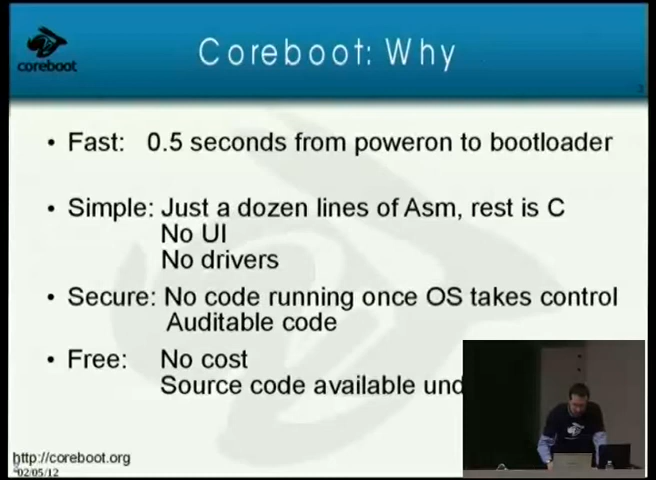 coreboot
Coreboot: Why
• Fast: 0.5 seconds from poweron to bootloader
• Simple: Just a dozen lines of Asm, rest is C
No UI
No drivers
• Secure: No code running once OS takes control
Auditable code
• Free: No cost
Source code available und
http://coreboot.org
02/05/12